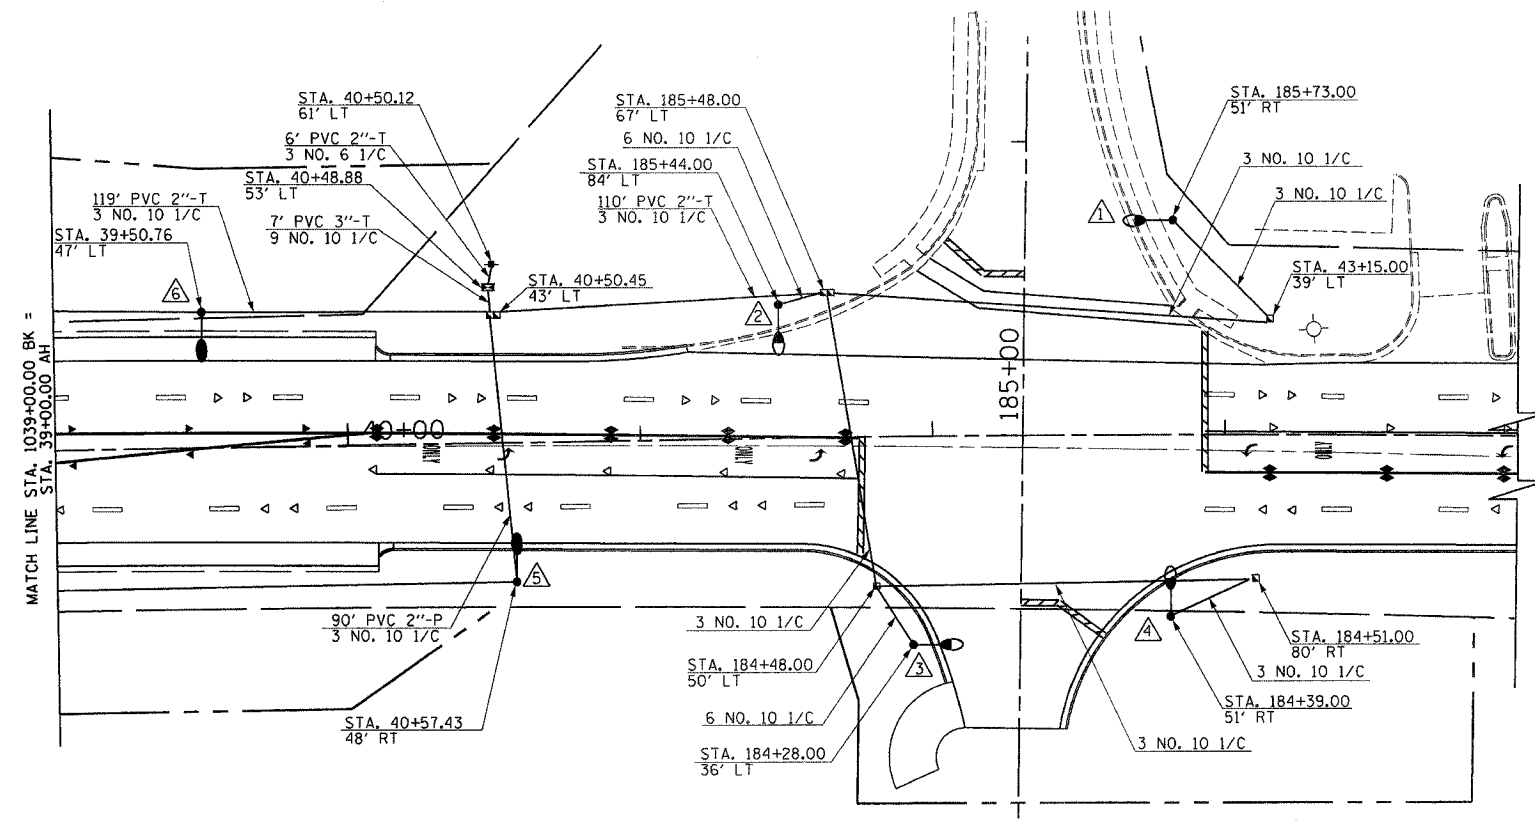 STA. 40+50.12
61' LT
6' PVC 2''-T
3 NO. 6 1/C
STA. 40+48.88
53' LT
119' PVC 2''-T
3 NO. 10 1/C
7' PVC 3''-T
9 NO. 10 1/C
STA. 39+50.76
47' LT
6
STA. 40+50.45
43' LT
STA. 185+48.00
67' LT
6 NO. 10 1/C
STA. 185+44.00
84' LT
110' PVC 2''-T
3 NO. 10 1/C
2
STA. 185+73.00
51' RT
3 NO. 10 1/C
3 NO. 10 1/C
1
STA. 43+15.00
39' LT
185+00
MATCH LINE STA. 1039+00.00 BK =
STA. 39+00.00 AH
40+00
ONLY
ONLY
ONLY
5
90' PVC 2''-P
3 NO. 10 1/C
STA. 40+57.43
48' RT
3 NO. 10 1/C
STA. 184+48.00
50' LT
3
6 NO. 10 1/C
STA. 184+28.00
36' LT
4
STA. 184+51.00
80' RT
3 NO. 10 1/C
STA. 184+39.00
51' RT
3 NO. 10 1/C